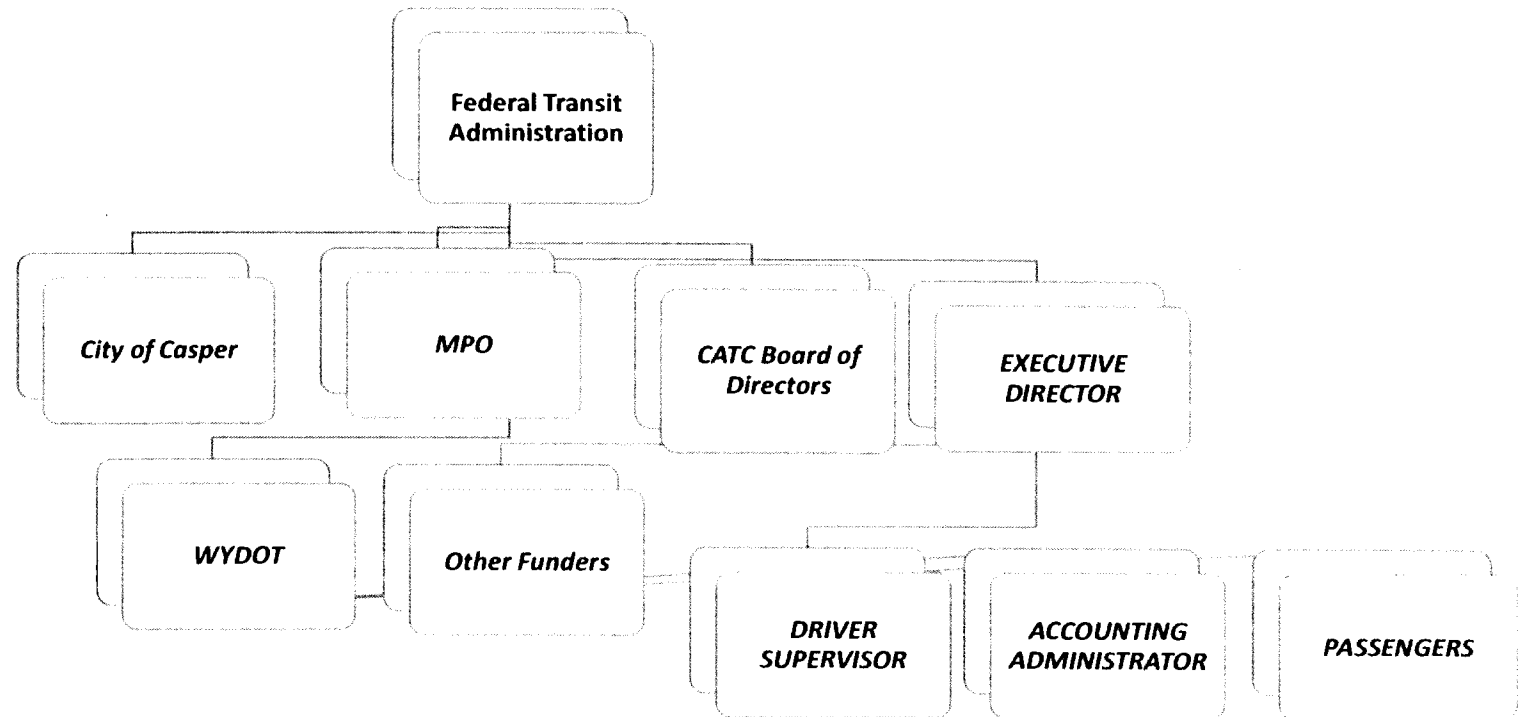 Federal Transit
Administration
City of Casper
MPO
CATC Board of
Directors
EXECUTIVE
DIRECTOR
WYDOT
Other Funders
DRIVER
SUPERVISOR
ACCOUNTING
ADMINISTRATOR
PASSENGERS